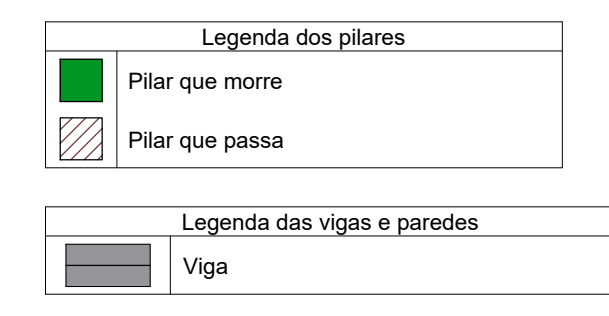 Legenda dos pilares
Pilar que morre
Pilar que passa
Legenda das vigas e paredes
Viga